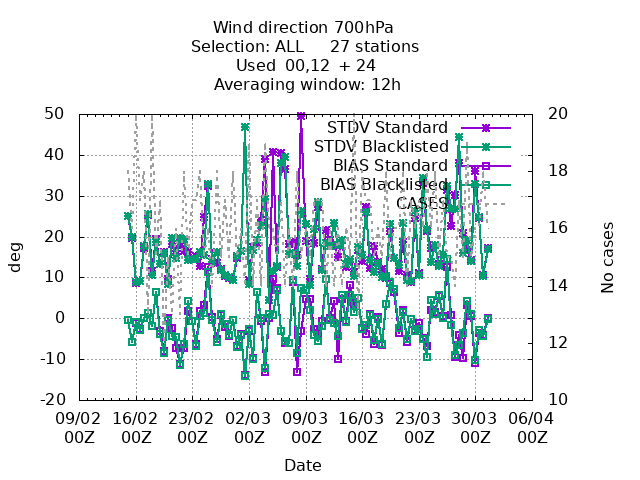 Wind direction 700hPa
Selection: ALL 27 stations
Used 00,12 + 24
Averaging window: 12h
50 20
STDV Standard
STDV Blacklisted
40
BIAS Standard 18
BIAS Blacklisted
30
CASES
20 16
deg No cases
10 14
0
-10 12
-20 10
09/02 16/02 23/02 02/03 09/03 16/03 23/03 30/03 06/04
00Z 00Z 00Z 00Z 00Z 00Z 00Z 00Z 00Z
Date